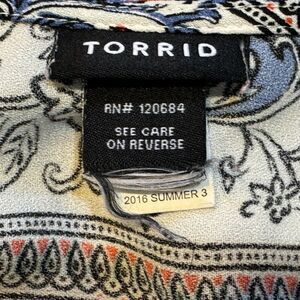 TORRID
RN# 120684
SEE CARE
ON REVERSE
2016 SUMMER 3